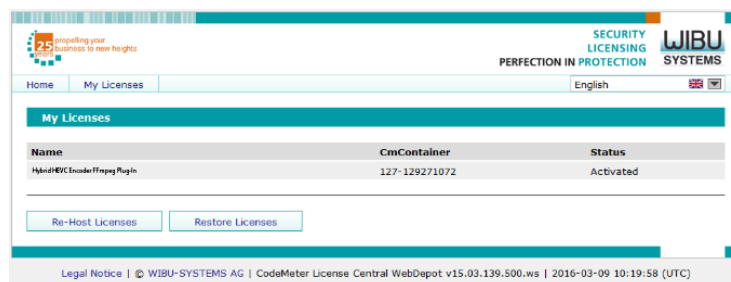 25 years
propelling your
business to new heights
SECURITY
LICENSING
PERFECTION IN PROTECTION
WIBU
SYSTEMS
Home My Licenses English
My Licenses
Name CmContainer Status
Hybrid HEVC Encoder FFmpeg Plug-In 127-129271072 Activated
Re-Host Licenses Restore Licenses
Legal Notice | © WIBU-SYSTEMS AG | CodeMeter License Central WebDepot v15.03.139.500.ws | 2016-03-09 10:19:58 (UTC)